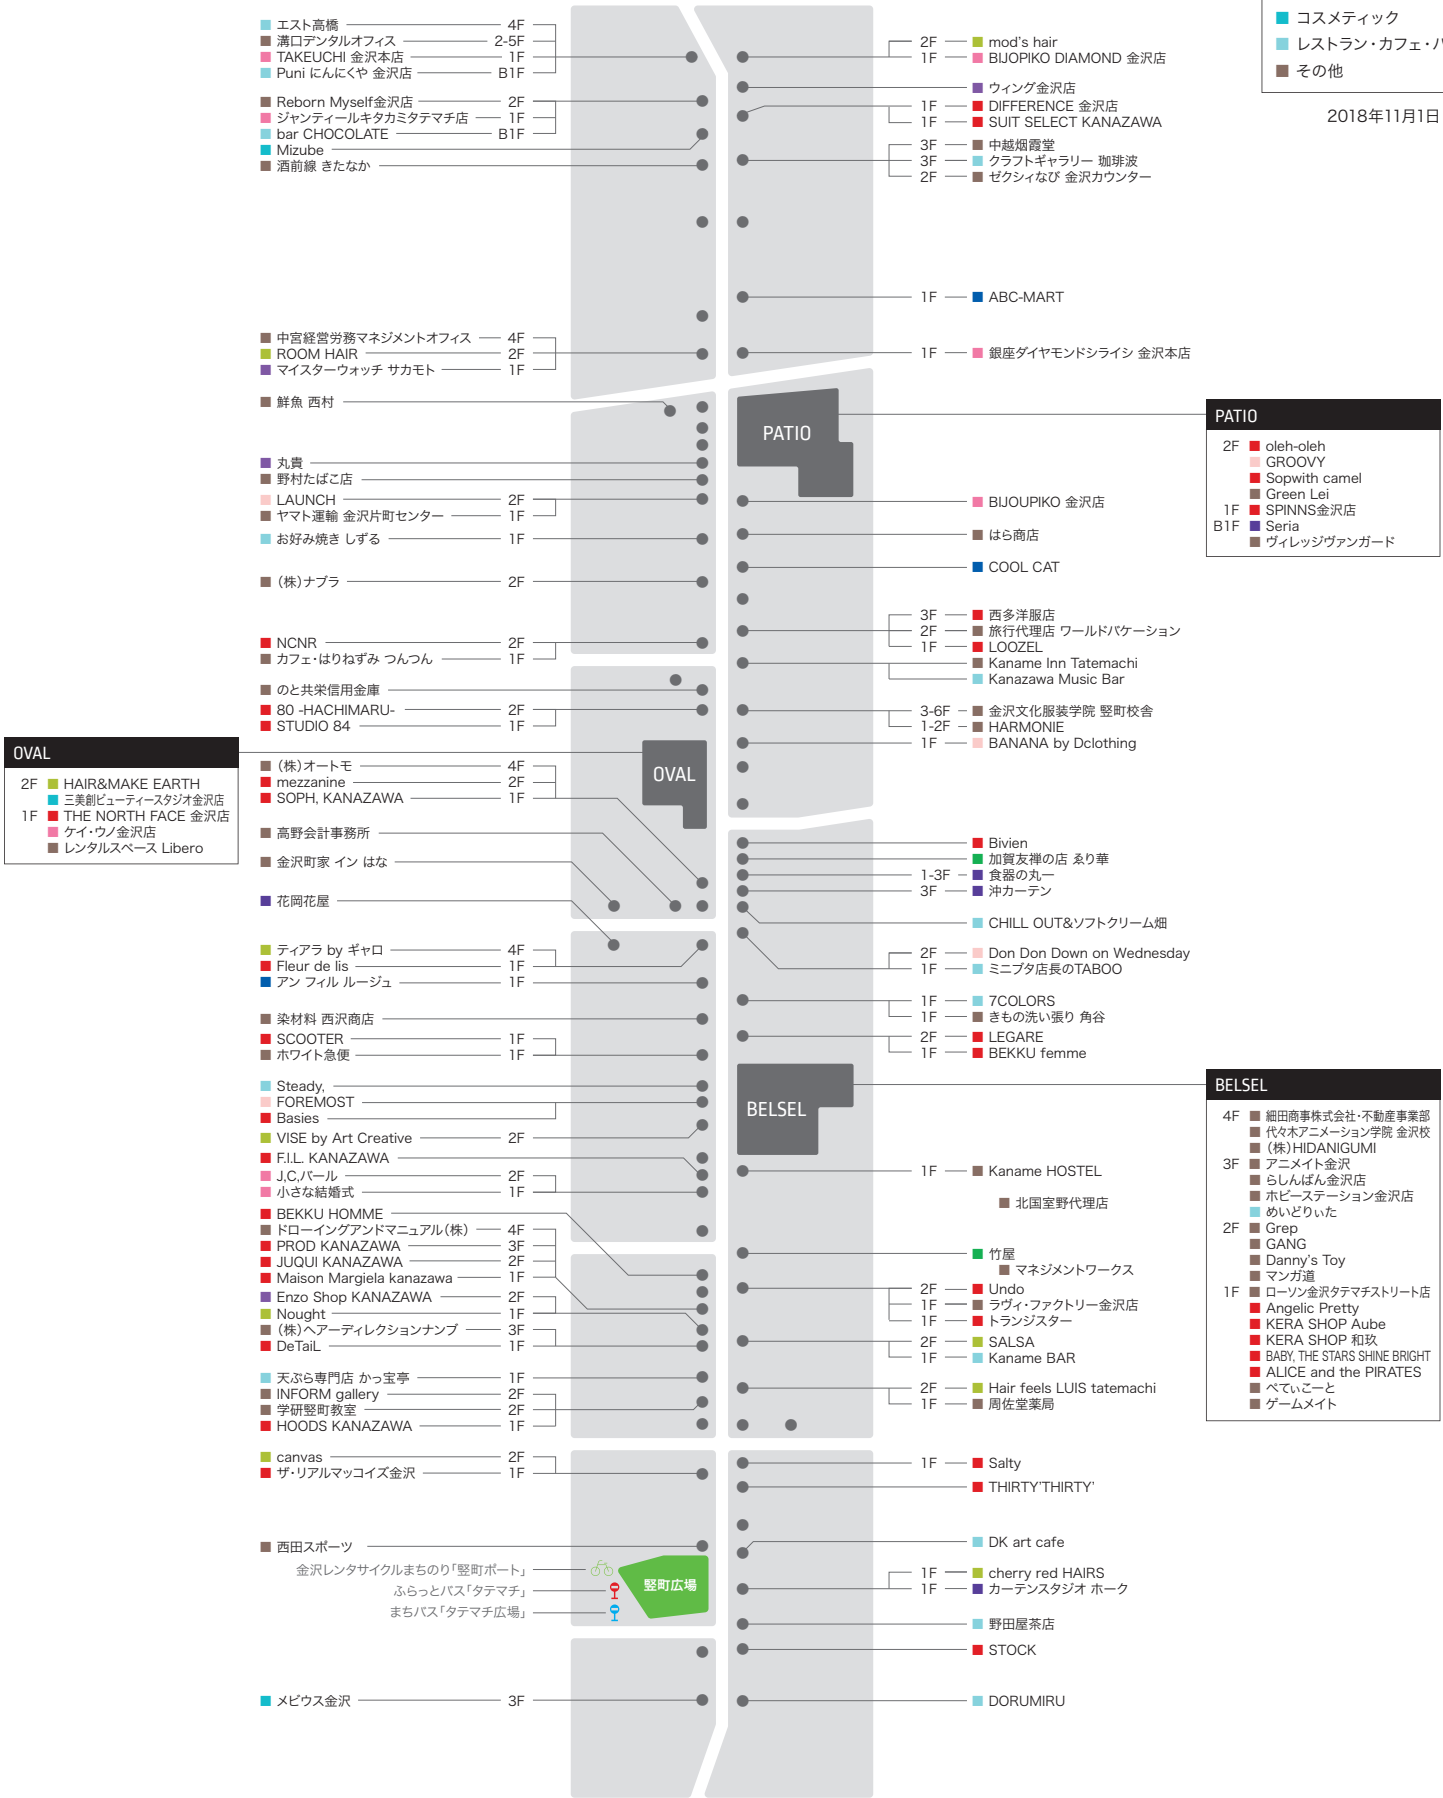 コスメティック
レストラン・カフェ・バ
その他
2018年11月1日
エスト高橋 4F
溝口デンタルオフィス 2-5F
TAKEUCHI 金沢本店 1F
Puni にんにくや 金沢店 B1F
Reborn Myself金沢店 2F
ジャンティールキタカミタテマチ店 1F
bar CHOCOLATE B1F
Mizube
酒前線 きたなか
中宮経営労務マネジメントオフィス 4F
ROOM HAIR 2F
マイスターウォッチ サカモト 1F
鮮魚 西村
丸貴
野村たばこ店
LAUNCH 2F
ヤマト運輸 金沢片町センター 1F
お好み焼き しずる 1F
(株)ナプラ 2F
NCNR 2F
カフェ・はりねずみ つんつん 1F
のと共栄信用金庫
80 -HACHIMARU- 2F
STUDIO 84 1F
OVAL
2F HAIR&MAKE EARTH
三美創ビューティースタジオ金沢店
1F THE NORTH FACE 金沢店
ケイ・ウノ金沢店
レンタルスペース Libero
OVAL
(株)オートモ 4F
mezzanine 2F
SOPH, KANAZAWA 1F
高野会計事務所
金沢町家 イン はな
花岡花屋
ティアラ by ギャロ 4F
Fleur de lis 1F
アン フィル ルージュ 1F
染材料 西沢商店
SCOOTER 1F
ホワイト急便 1F
Steady,
FOREMOST
Basies
VISE by Art Creative 2F
F.I.L. KANAZAWA
J,C,バール 2F
小さな結婚式 1F
BEKKU HOMME
ドローイングアンドマニュアル(株) 4F
PROD KANAZAWA 3F
JUQUI KANAZAWA 2F
Maison Margiela kanazawa 1F
Enzo Shop KANAZAWA 2F
Nought 1F
(株)ヘアーディレクションナンブ 3F
DeTaiL 1F
天ぷら専門店 かっ宝亭 1F
INFORM gallery 2F
学研竪町教室 2F
HOODS KANAZAWA 1F
canvas 2F
ザ・リアルマッコイズ金沢 1F
西田スポーツ
金沢レンタサイクルまちのり「竪町ポート」
ふらっとバス「タテマチ」
まちバス「タテマチ広場」
竪町広場
メビウス金沢 3F
2F mod's hair
1F BIJOPIKO DIAMOND 金沢店
ウィング金沢店
1F DIFFERENCE 金沢店
1F SUIT SELECT KANAZAWA
3F 中越烟霞堂
3F クラフトギャラリー 珈琲波
2F ゼクシィなび 金沢カウンター
1F ABC-MART
1F 銀座ダイヤモンドシライシ 金沢本店
PATIO
PATIO
2F oleh-oleh
GROOVY
Sopwith camel
Green Lei
1F SPINNS金沢店
B1F Seria
ヴィレッジヴァンガード
BIJOUPIKO 金沢店
はら商店
COOL CAT
3F 西多洋服店
2F 旅行代理店 ワールドバケーション
1F LOOZEL
Kaname Inn Tatemachi
Kanazawa Music Bar
3-6F 金沢文化服装学院 竪町校舎
1-2F HARMONIE
1F BANANA by Dclothing
Bivien
加賀友禅の店 ゑり華
1-3F 食器の丸一
3F 沖カーテン
CHILL OUT&ソフトクリーム畑
2F Don Don Down on Wednesday
1F ミニブタ店長のTABOO
1F 7COLORS
1F きもの洗い張り 角谷
2F LEGARE
1F BEKKU femme
BELSEL
BELSEL
4F 細田商事株式会社・不動産事業部
代々木アニメーション学院 金沢校
(株)HIDANIGUMI
3F アニメイト金沢
らしんばん金沢店
ホビーステーション金沢店
めいどりぃた
2F Grep
GANG
Danny's Toy
マンガ道
1F ローソン金沢タテマチストリート店
Angelic Pretty
KERA SHOP Aube
KERA SHOP 和玖
BABY, THE STARS SHINE BRIGHT
ALICE and the PIRATES
ぺてぃこーと
ゲームメイト
1F Kaname HOSTEL
北国室野代理店
竹屋
マネジメントワークス
2F Undo
1F ラヴィ・ファクトリー金沢店
1F トランジスター
2F SALSA
1F Kaname BAR
2F Hair feels LUIS tatemachi
1F 周佐堂薬局
1F Salty
THIRTY'THIRTY'
DK art cafe
1F cherry red HAIRS
1F カーテンスタジオ ホーク
野田屋茶店
STOCK
DORUMIRU